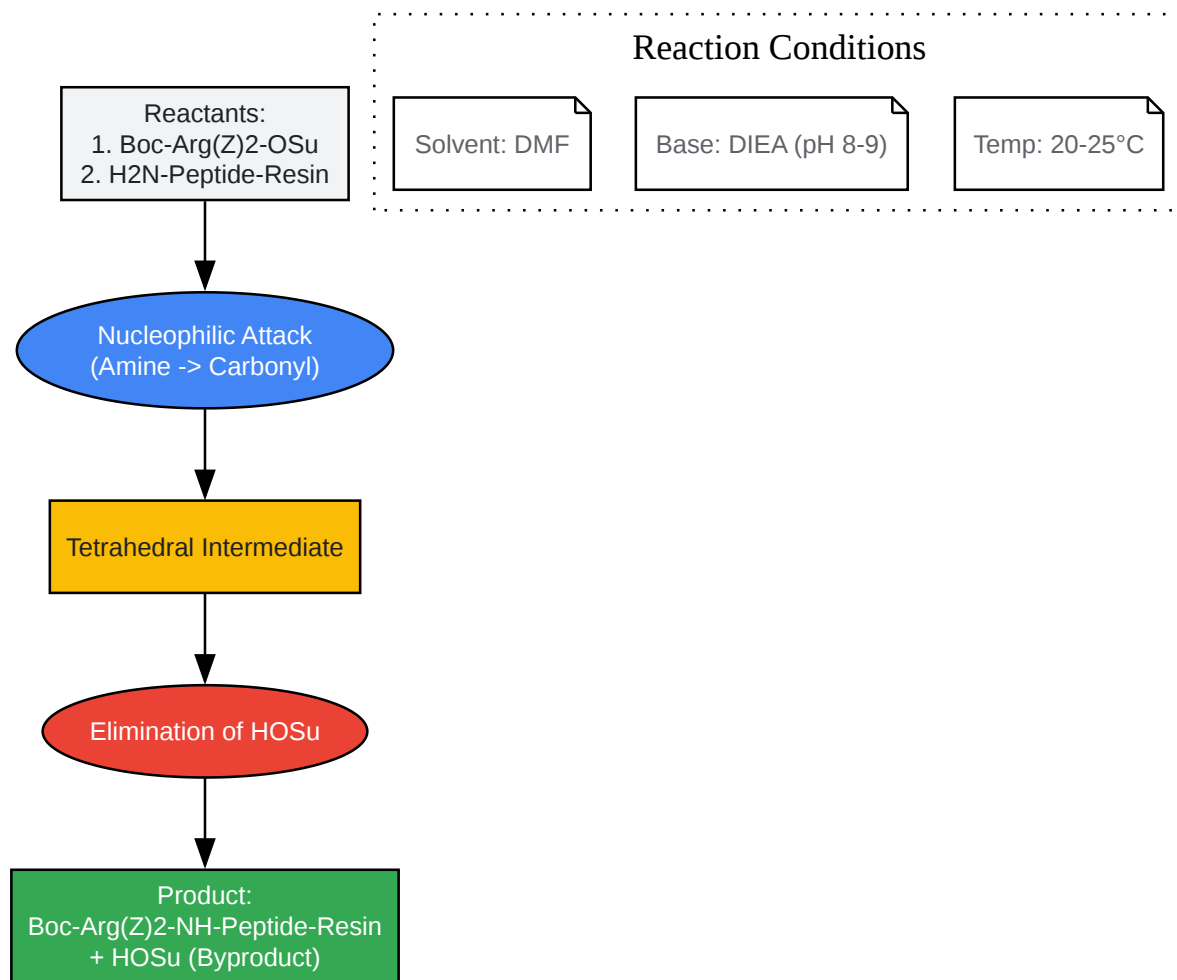 Reaction Conditions
Reactants:
1. Boc-Arg(Z)2-OSu
2. H2N-Peptide-Resin
Solvent: DMF
Base: DIEA (pH 8-9)
Temp: 20-25°C
Nucleophilic Attack
(Amine -> Carbonyl)
Tetrahedral Intermediate
Elimination of HOSu
Product:
Boc-Arg(Z)2-NH-Peptide-Resin
+ HOSu (Byproduct)